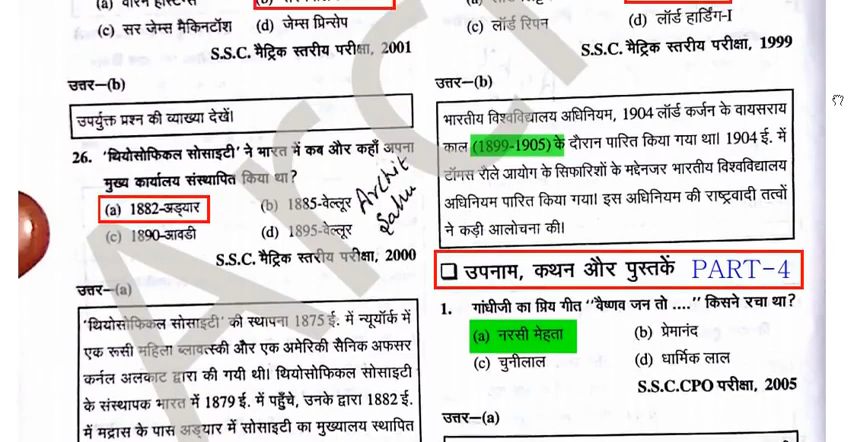 (c) सर जेम्स मैकिनटॉश (d) जेम्स प्रिन्सेप
S.S.C. मैट्रिक स्तरीय परीक्षा, 2001
उत्तर–(b)
उपर्युक्त प्रश्न की व्याख्या देखें।
26. 'थियोसोफिकल सोसाइटी' ने भारत में कब और कहाँ अपना
मुख्य कार्यालय संस्थापित किया था?
(a) 1882-अड्यार (b) 1885-वेल्लूर
(c) 1890-आवडी (d) 1895-वेल्लूर
Archit
Sahu
S.S.C. मैट्रिक स्तरीय परीक्षा, 2000
उत्तर–(a)
'थियोसोफिकल सोसाइटी' की स्थापना 1875 ई. में न्यूयॉर्क में
एक रूसी महिला ब्लावत्स्की और एक अमेरिकी सैनिक अफसर
कर्नल अलकाट द्वारा की गयी थी। थियोसोफिकल सोसाइटी
के संस्थापक भारत में 1879 ई. में पहुँचे, उनके द्वारा 1882 ई.
में मद्रास के पास अड्यार में सोसाइटी का मुख्यालय स्थापित
(c) लॉर्ड रिपन (d) लॉर्ड हार्डिंग-I
S.S.C. मैट्रिक स्तरीय परीक्षा, 1999
उत्तर–(b)
भारतीय विश्वविद्यालय अधिनियम, 1904 लॉर्ड कर्जन के वायसराय
काल (1899-1905) के दौरान पारित किया गया था। 1904 ई. में
टॉमस रौले आयोग के सिफारिशों के मद्देनजर भारतीय विश्वविद्यालय
अधिनियम पारित किया गया। इस अधिनियम की राष्ट्रवादी तत्वों
ने कड़ी आलोचना की।
❑ उपनाम, कथन और पुस्तकें PART-4
1. गांधीजी का प्रिय गीत "वैष्णव जन तो ...." किसने रचा था?
(a) नरसी मेहता (b) प्रेमानंद
(c) चुनीलाल (d) धार्मिक लाल
S.S.C.CPO परीक्षा, 2005
उत्तर–(a)